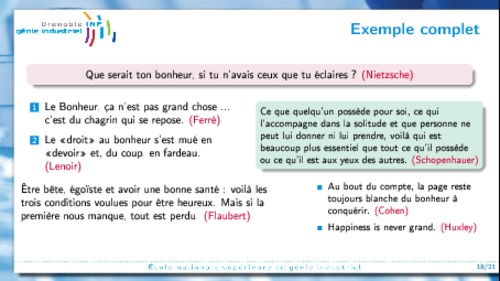 Grenoble INP
génie industriel
Exemple complet
Que serait ton bonheur, si tu n'avais ceux que tu éclaires ? (Nietzsche)
1 Le Bonheur, ça n'est pas grand chose ...
c'est du chagrin qui se repose. (Ferré)
2 Le «droit» au bonheur s'est mué en
«devoir» et, du coup, en fardeau.
(Lenoir)
Être bête, égoïste et avoir une bonne santé : voilà les
trois conditions voulues pour être heureux. Mais si la
première nous manque, tout est perdu. (Flaubert)
Ce que quelqu'un possède pour soi, ce qui
l'accompagne dans la solitude et que personne ne
peut lui donner ni lui prendre, voilà qui est
beaucoup plus essentiel que tout ce qu'il possède
ou ce qu'il est aux yeux des autres. (Schopenhauer)
Au bout du compte, la page reste
toujours blanche du bonheur à
conquérir. (Cohen)
Happiness is never grand. (Huxley)
École nationale supérieure du génie industriel
18/21